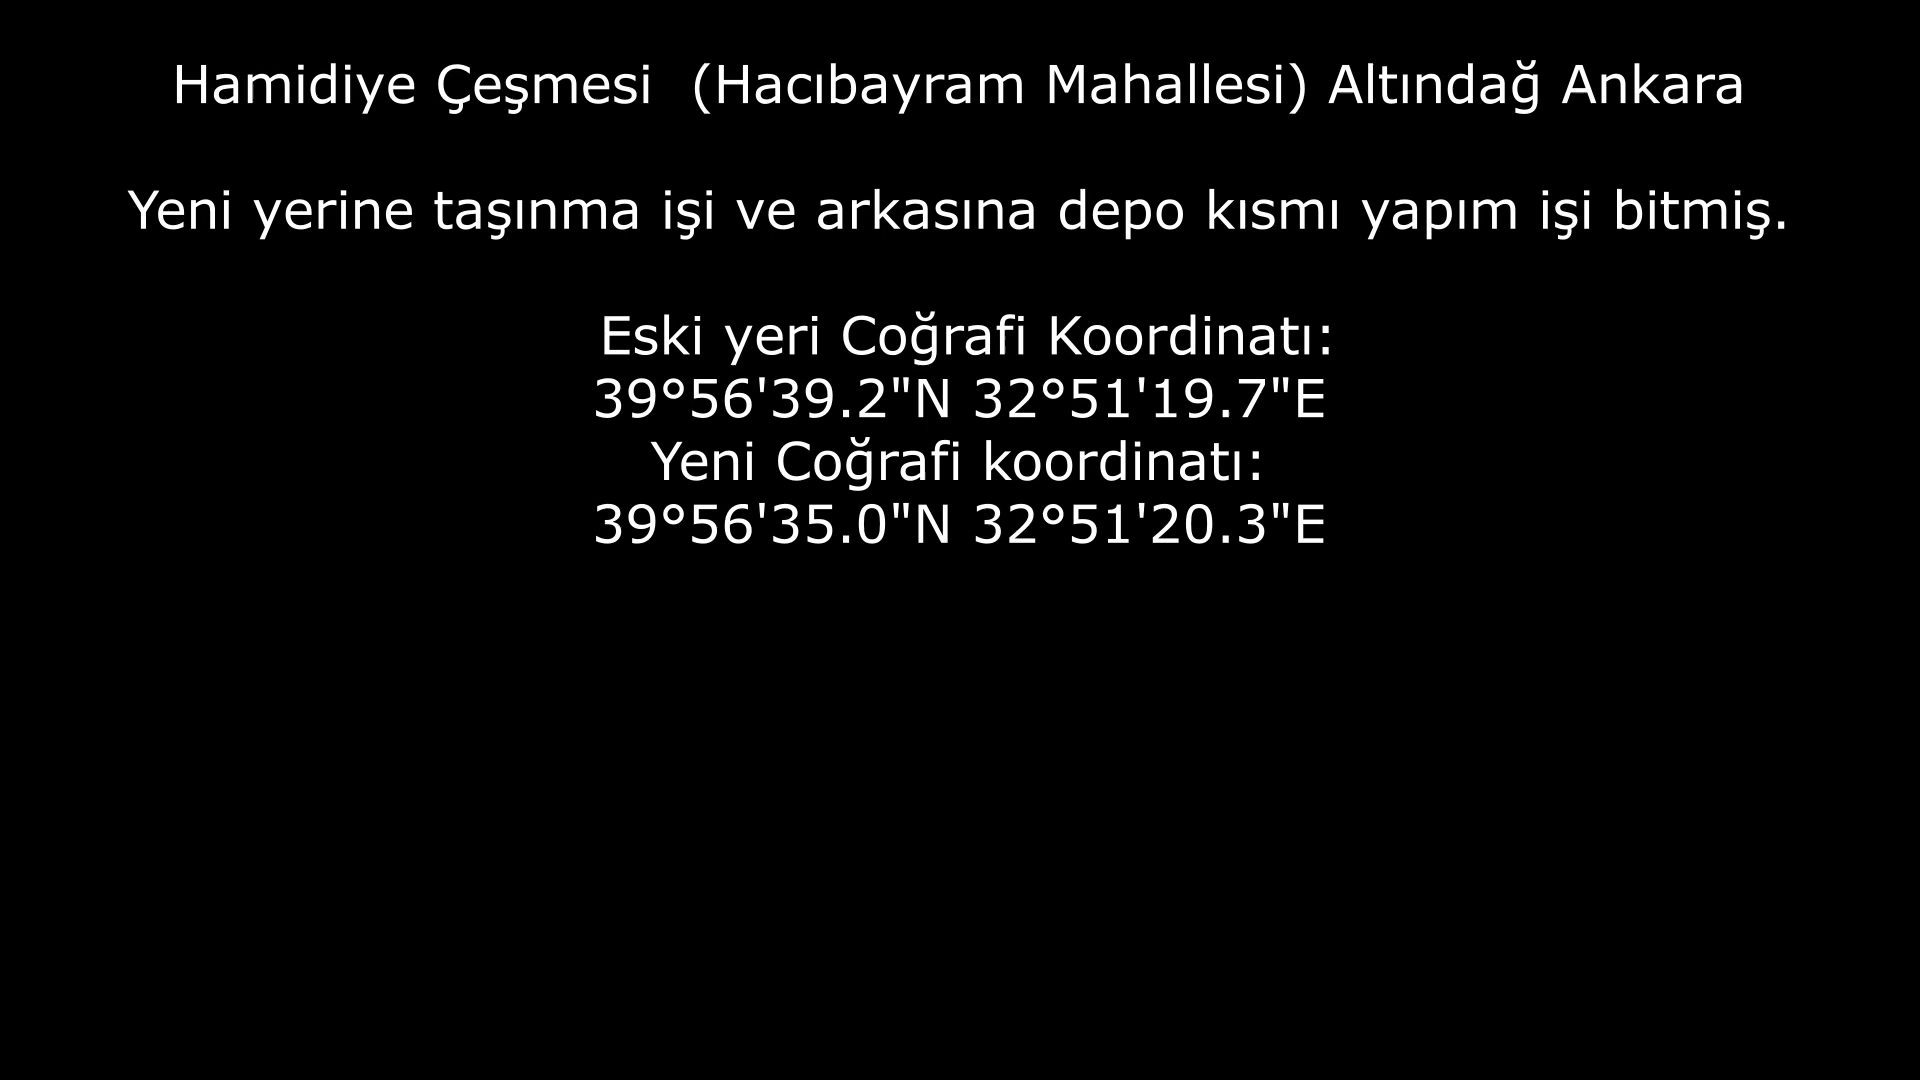 Hamidiye Çeşmesi  (Hacıbayram Mahallesi) Altındağ Ankara
Yeni yerine taşınma işi ve arkasına depo kısmı yapım işi bitmiş.
Eski yeri Coğrafi Koordinatı:
39°56'39.2"N 32°51'19.7"E
Yeni Coğrafi koordinatı:
39°56'35.0"N 32°51'20.3"E